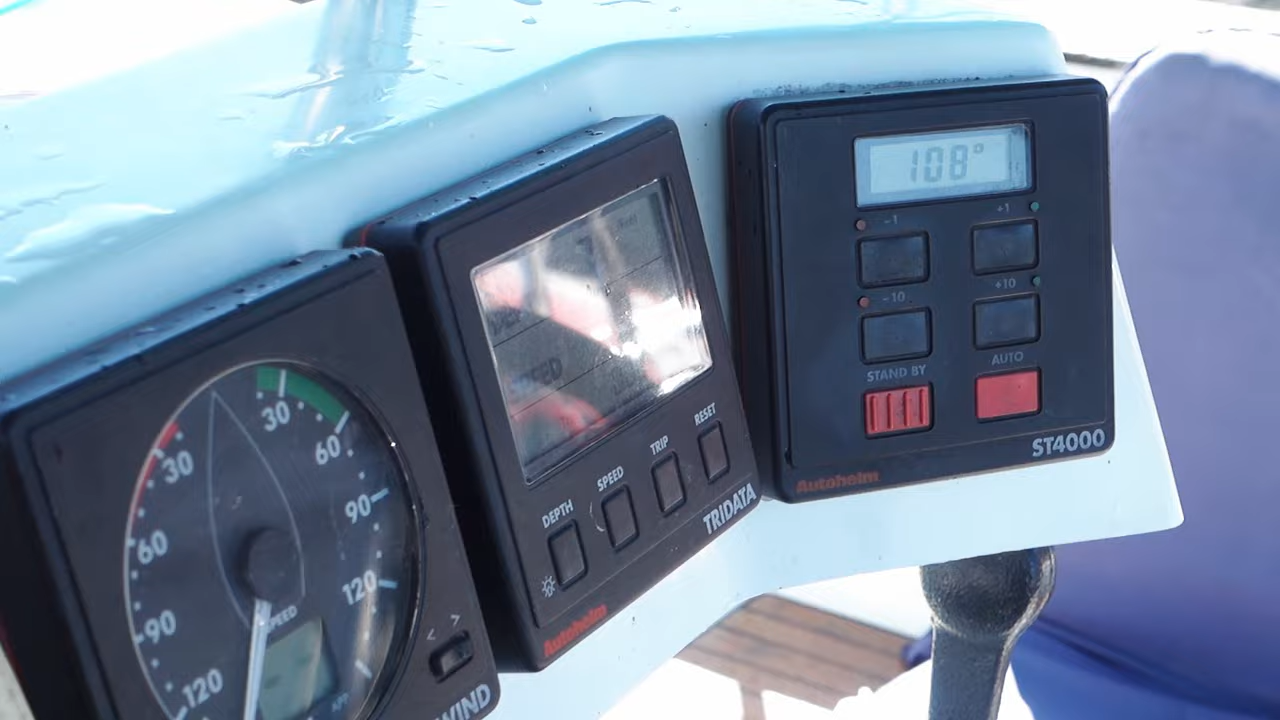 30
60
90
120
30
60
90
120
SPEED
< >
WIND
DEPTH
SPEED
TRIP
RESET
TRIDATA
Autohelm
108°
-1
+1
-10
+10
STAND BY
AUTO
Autohelm
ST4000